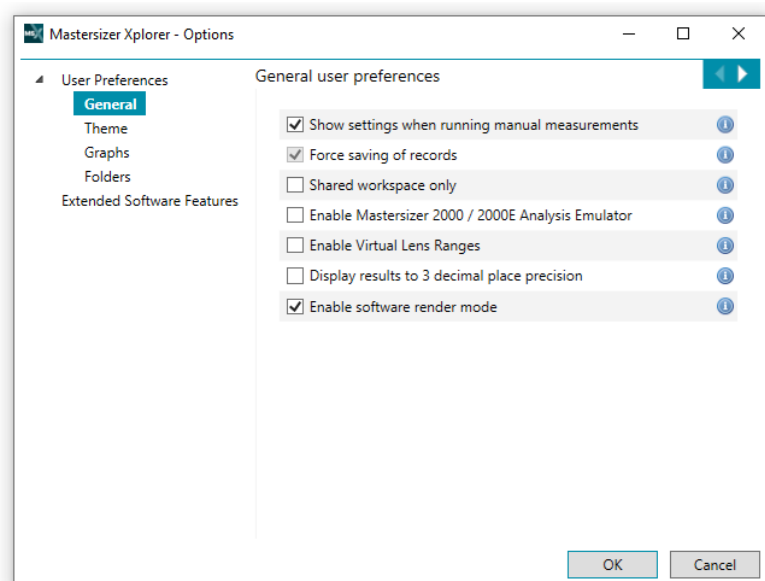 MSX Mastersizer Xplorer - Options
User Preferences
General
Theme
Graphs
Folders
Extended Software Features
General user preferences
Show settings when running manual measurements
Force saving of records
Shared workspace only
Enable Mastersizer 2000 / 2000E Analysis Emulator
Enable Virtual Lens Ranges
Display results to 3 decimal place precision
Enable software render mode
OK Cancel